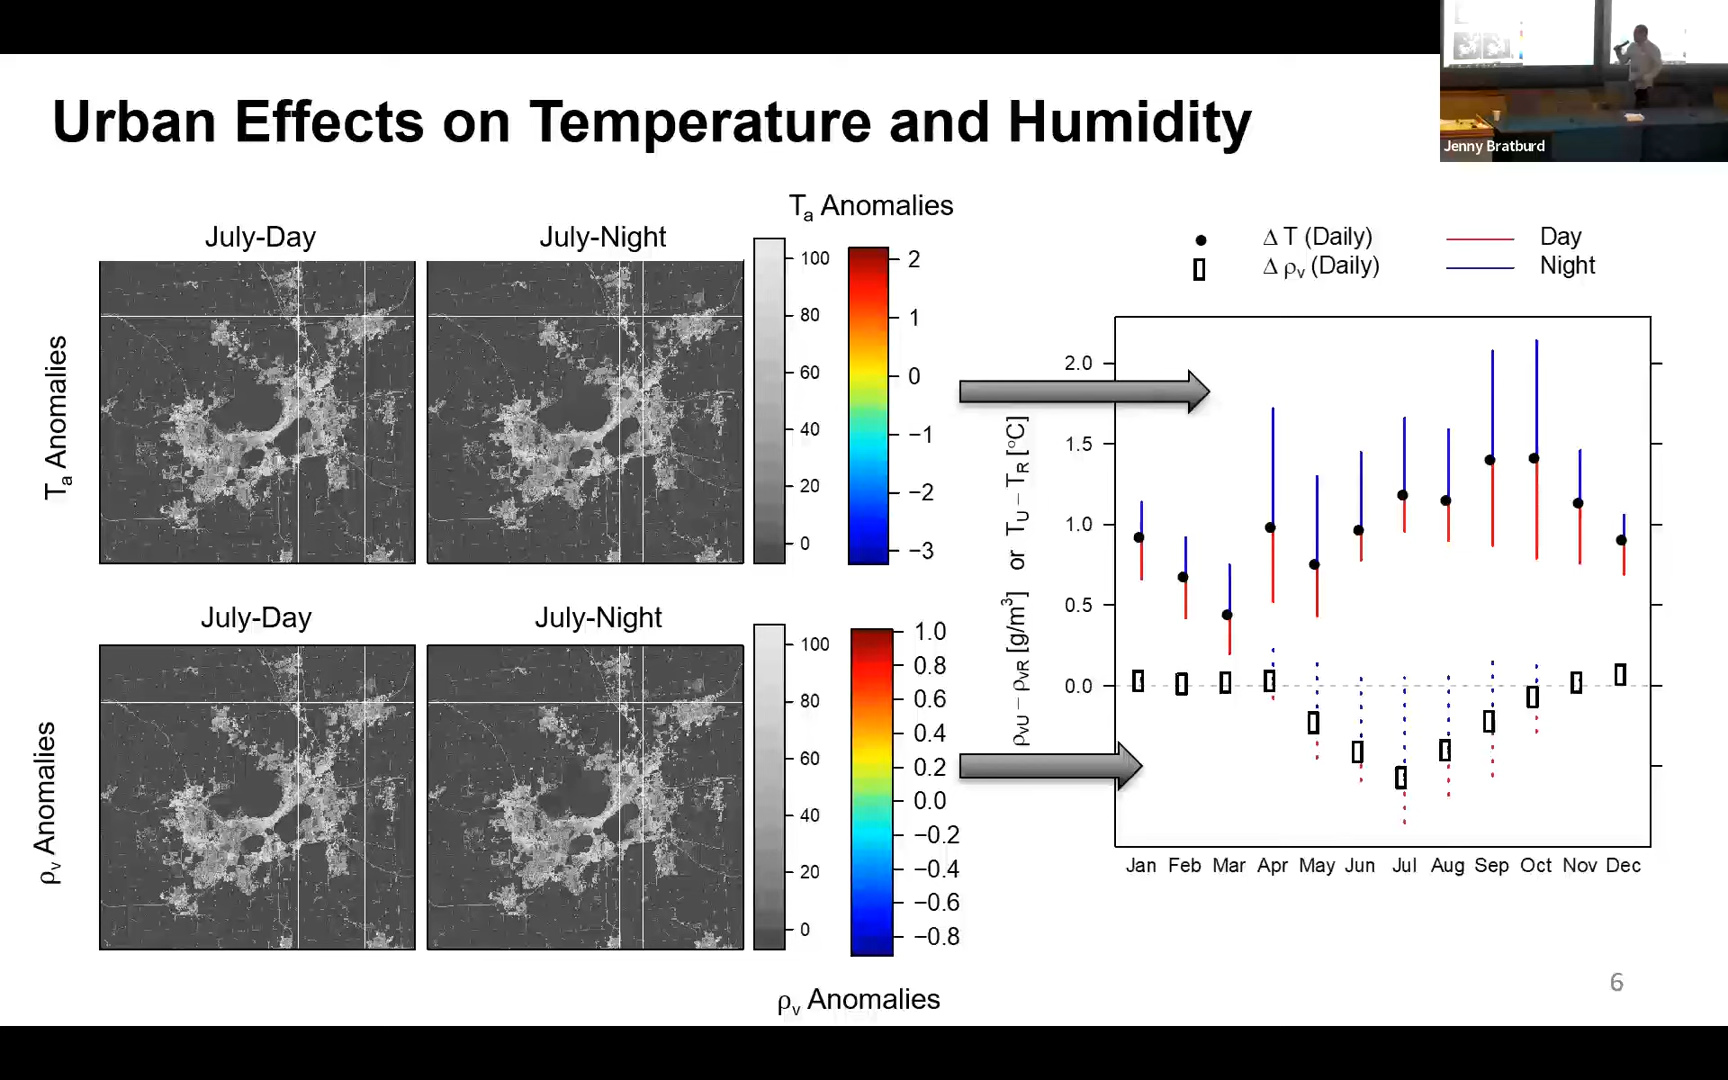 Urban Effects on Temperature and Humidity
Jenny Bratburd
Ta Anomalies
July-Day
July-Night
Ta Anomalies
100
80
60
40
20
0
2
1
0
−1
−2
−3
July-Day
July-Night
ρv Anomalies
100
80
60
40
20
0
1.0
0.8
0.6
0.4
0.2
0.0
−0.2
−0.4
−0.6
−0.8
ρv Anomalies
Δ T (Daily)
Δ ρv (Daily)
Day
Night
ρvU − ρvR [g/m3] or TU − TR [°C]
2.0
1.5
1.0
0.5
0.0
Jan Feb Mar Apr May Jun Jul Aug Sep Oct Nov Dec
6